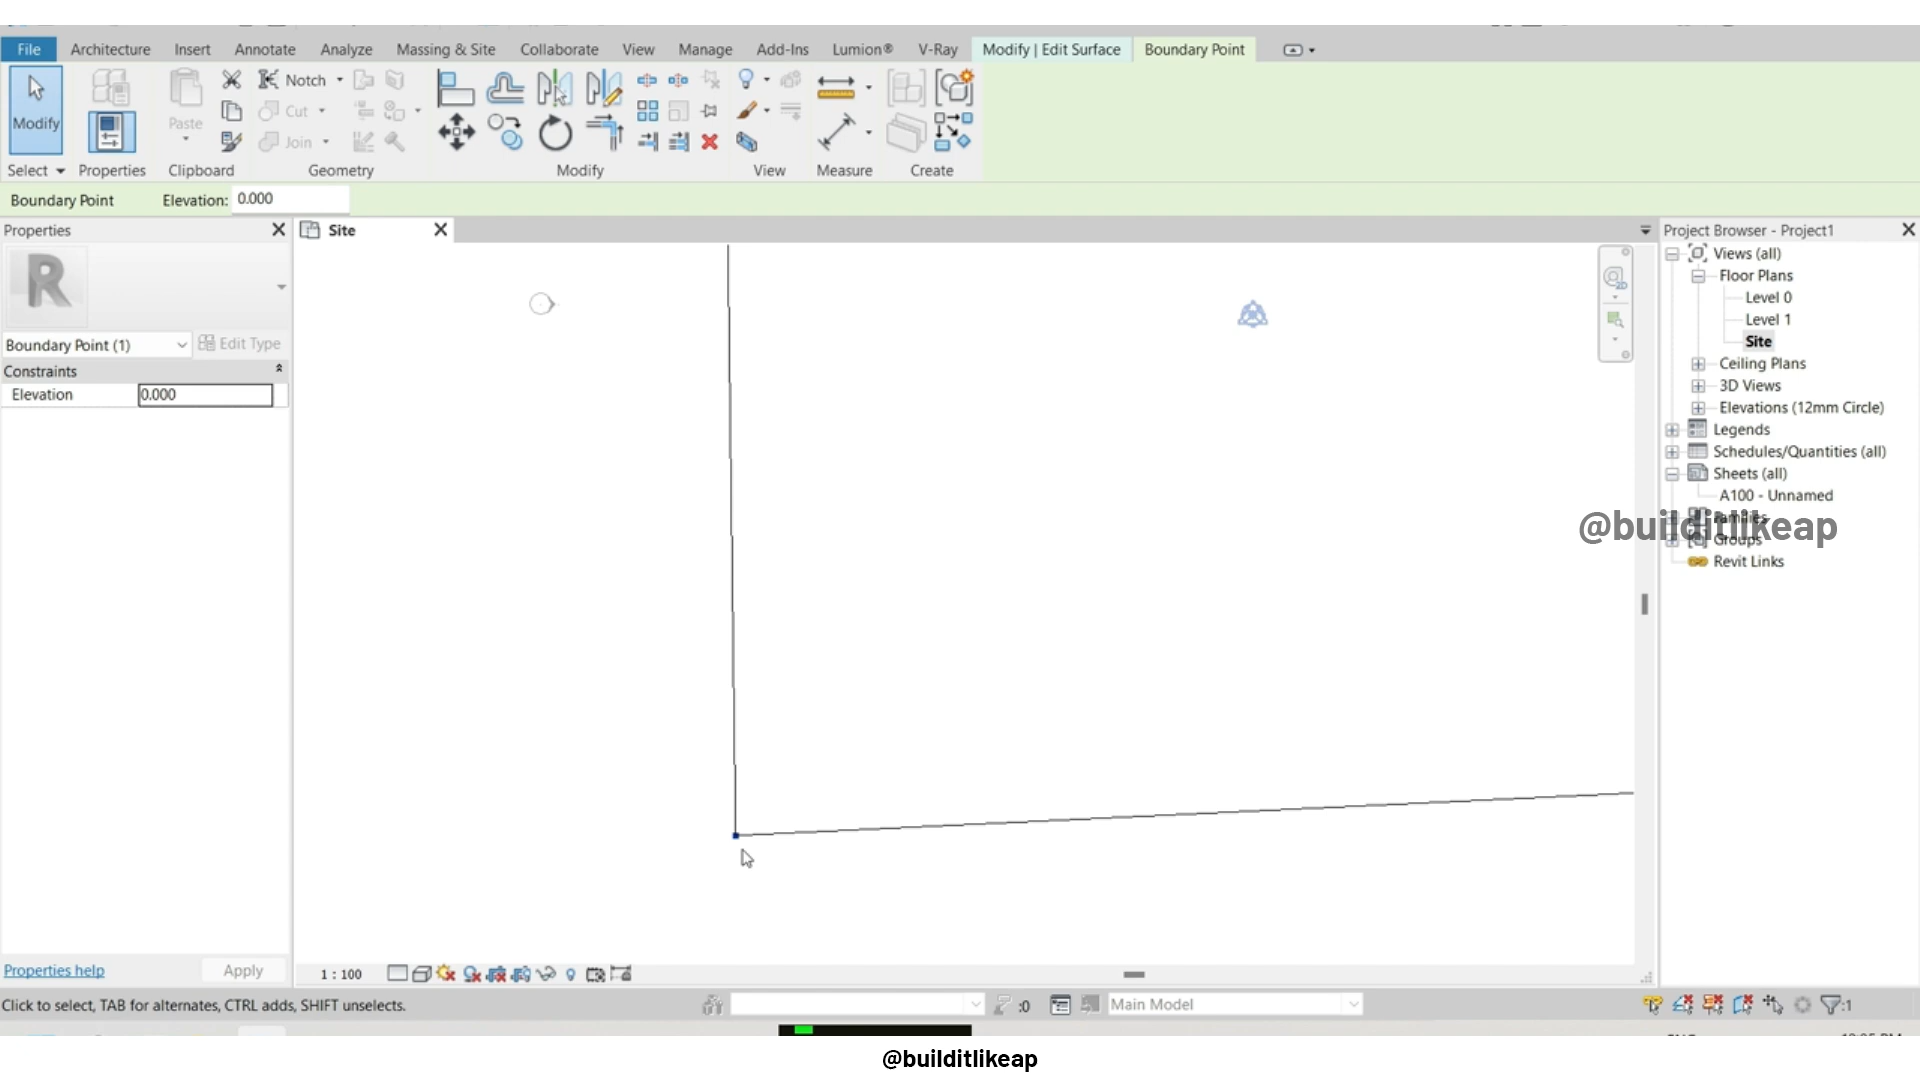 File Architecture Insert Annotate Analyze Massing & Site Collaborate View Manage Add-Ins Lumion® V-Ray Modify | Edit Surface Boundary Point
Modify
Paste
Notch
Cut
Join
Select Properties Clipboard Geometry Modify View Measure Create
Boundary Point Elevation: 0.000
Properties
R
Boundary Point (1) Edit Type
Constraints
Elevation 0.000
Properties help Apply
Site
2D
1 : 100
Project Browser - Project1
Views (all)
Floor Plans
Level 0
Level 1
Site
Ceiling Plans
3D Views
Elevations (12mm Circle)
Legends
Schedules/Quantities (all)
Sheets (all)
A100 - Unnamed
Families
@builditlikeap
Groups
Revit Links
Click to select, TAB for alternates, CTRL adds, SHIFT unselects. :0 Main Model :1
@builditlikeap